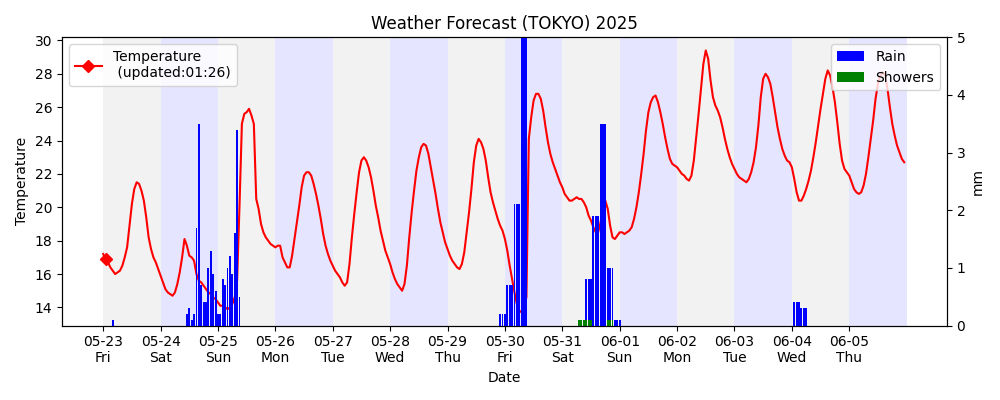 Weather Forecast (TOKYO) 2025
Temperature
(updated:01:26)
Rain
Showers
30
28
26
24
22
20
18
16
14
Temperature
5
4
3
2
1
0
mm
05-23 05-24 05-25 05-26 05-27 05-28 05-29 05-30 05-31 06-01 06-02 06-03 06-04 06-05
Fri Sat Sun Mon Tue Wed Thu Fri Sat Sun Mon Tue Wed Thu
Date